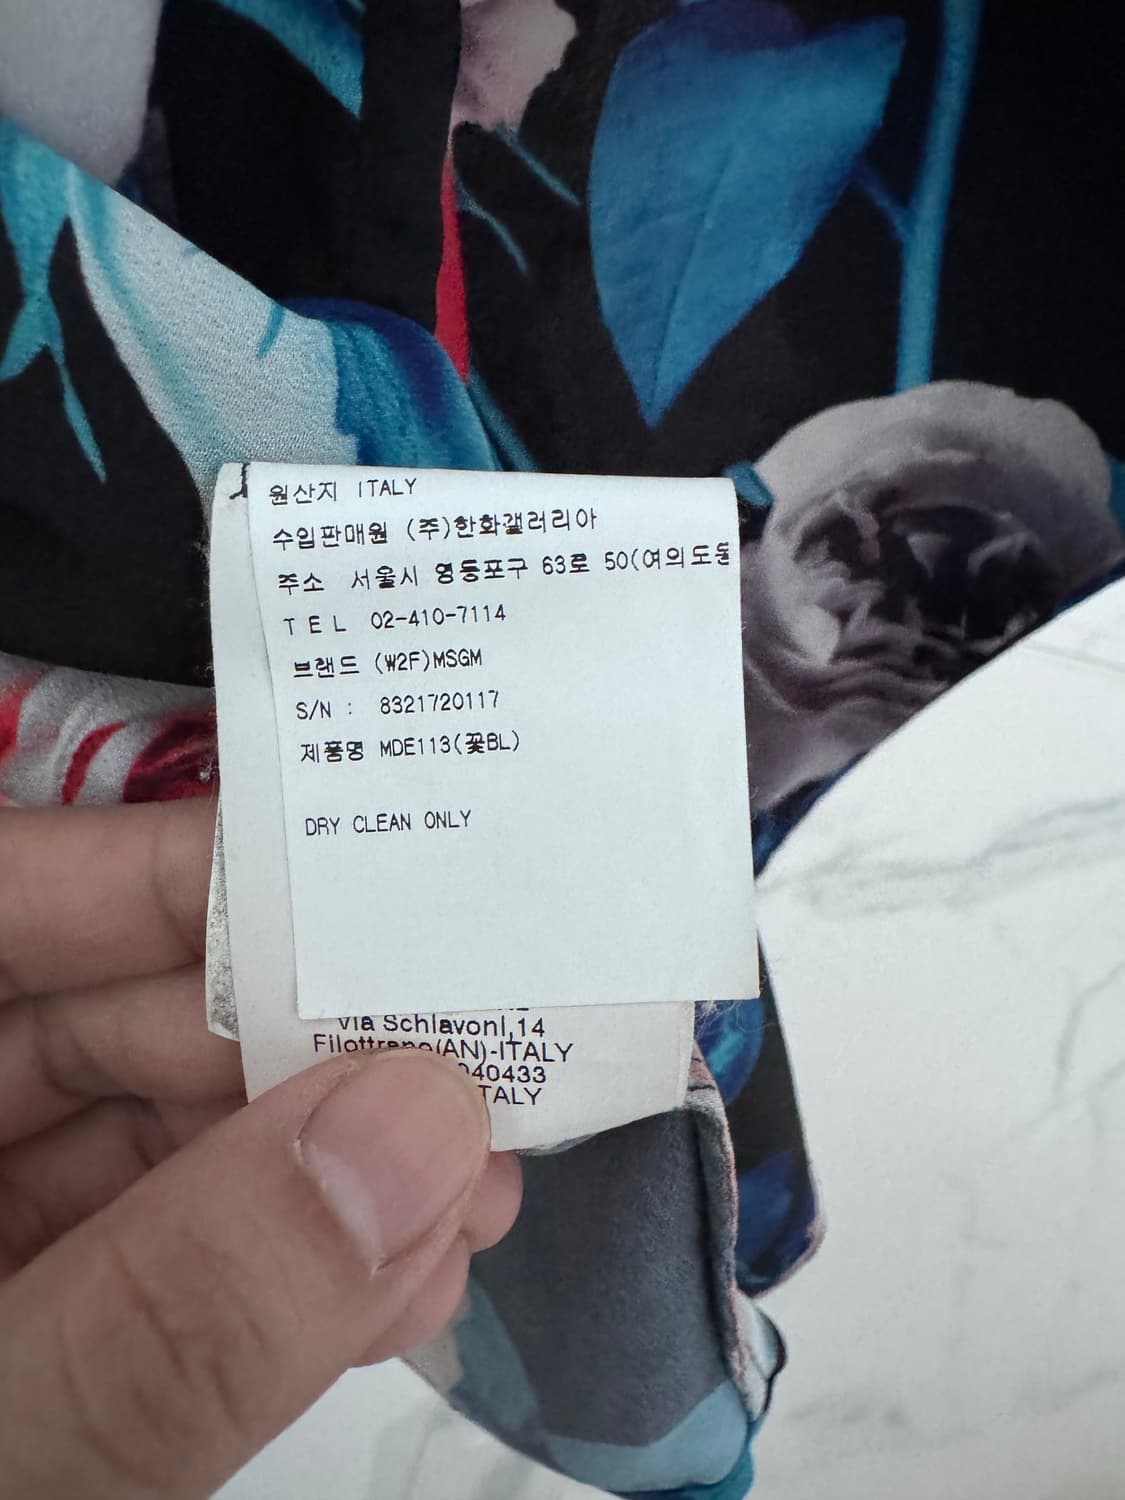 원산지 ITALY
수입판매원 (주)한화갤러리아
주소 서울시 영등포구 63로 50(여의도동
TEL 02-410-7114
브랜드 (W2F)MSGM
S/N : 8321720117
제품명 MDE113(꽃BL)
DRY CLEAN ONLY
Via Schiavoni,14
Filottrano(AN)-ITALY
340433
ITALY